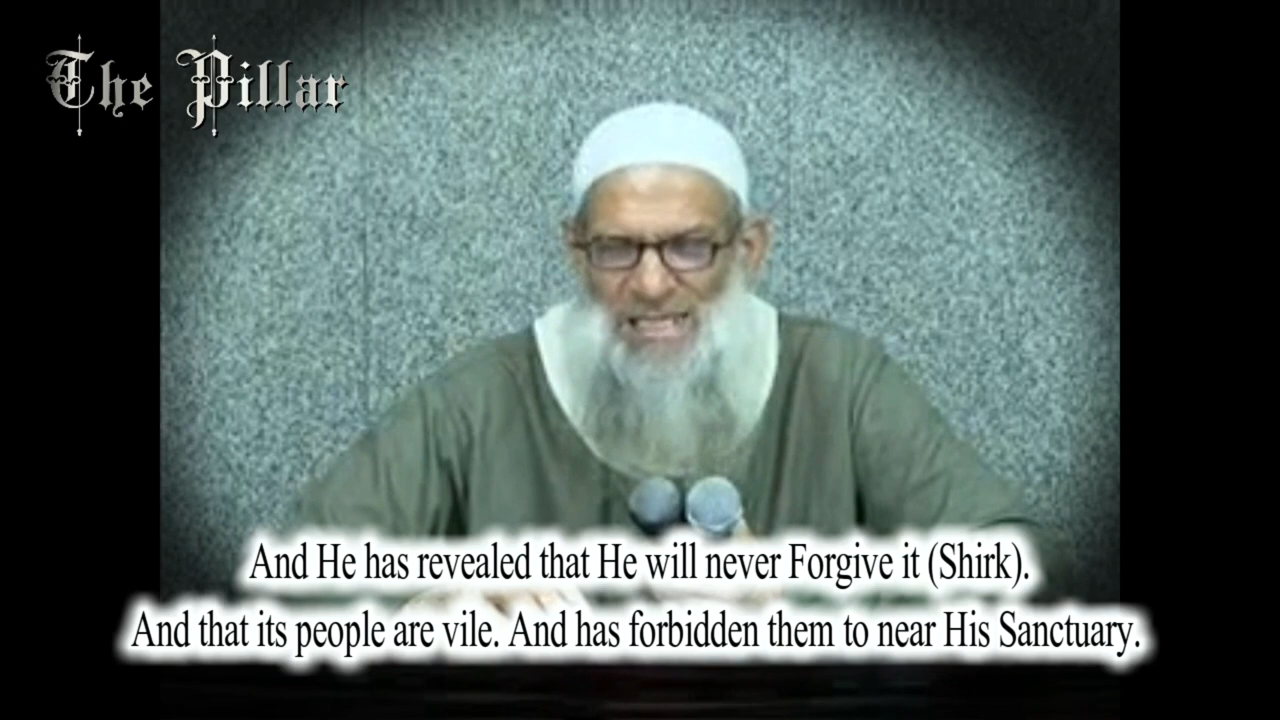 The Pillar
And He has revealed that He will never Forgive it (Shirk).
And that its people are vile. And has forbidden them to near His Sanctuary.